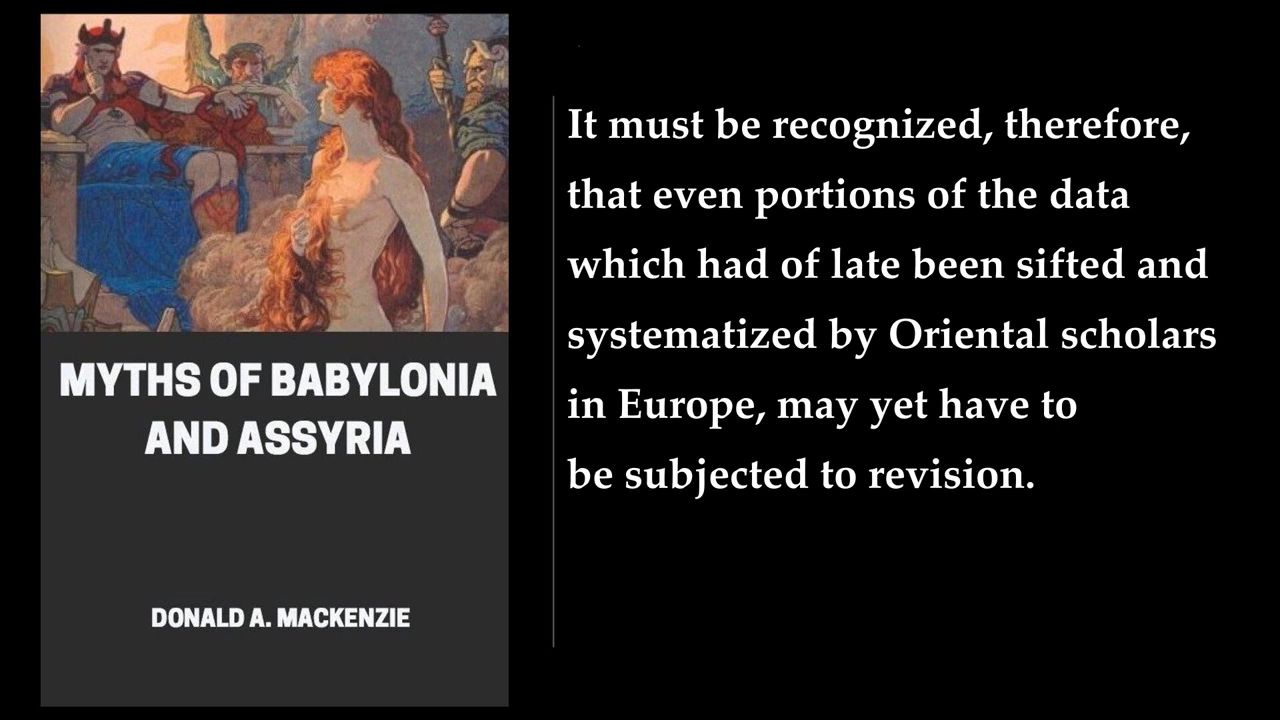 MYTHS OF BABYLONIA
AND ASSYRIA
DONALD A. MACKENZIE
It must be recognized, therefore,
that even portions of the data
which had of late been sifted and
systematized by Oriental scholars
in Europe, may yet have to
be subjected to revision.